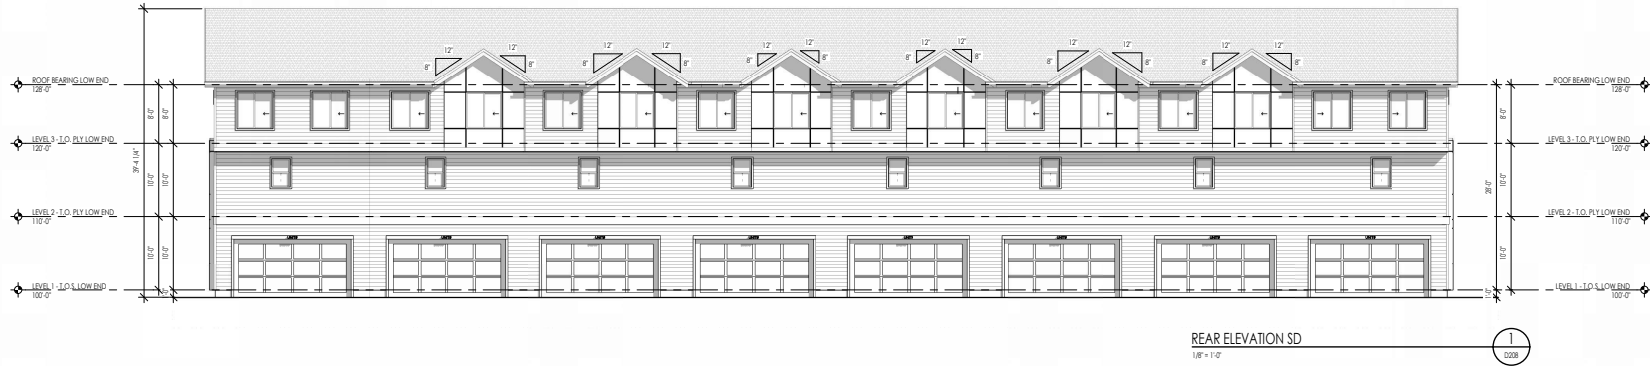 12" 12" 12" 12" 12" 12" 12" 12" 12" 12" 12" 12"
8" 8" 8" 8" 8" 8" 8" 8" 8" 8" 8" 8"
ROOF BEARING LOW END
128'-0"
ROOF BEARING LOW END
128'-0"
8'-0" 8'-0"
8'-0"
LEVEL 3 - T.O. PLY LOW END
120'-0"
LEVEL 3 - T.O. PLY LOW END
120'-0"
39'-4 1/4"
10'-0" 10'-0"
28'-0"
10'-0"
LEVEL 2 - T.O. PLY LOW END
110'-0"
LEVEL 2 - T.O. PLY LOW END
110'-0"
10'-0" 10'-0"
10'-0"
LEVEL 1 - T.O.S. LOW END
100'-0"
LEVEL 1 - T.O.S. LOW END
100'-0"
1'-0"
REAR ELEVATION SD
1/8" = 1'-0"
1
D208